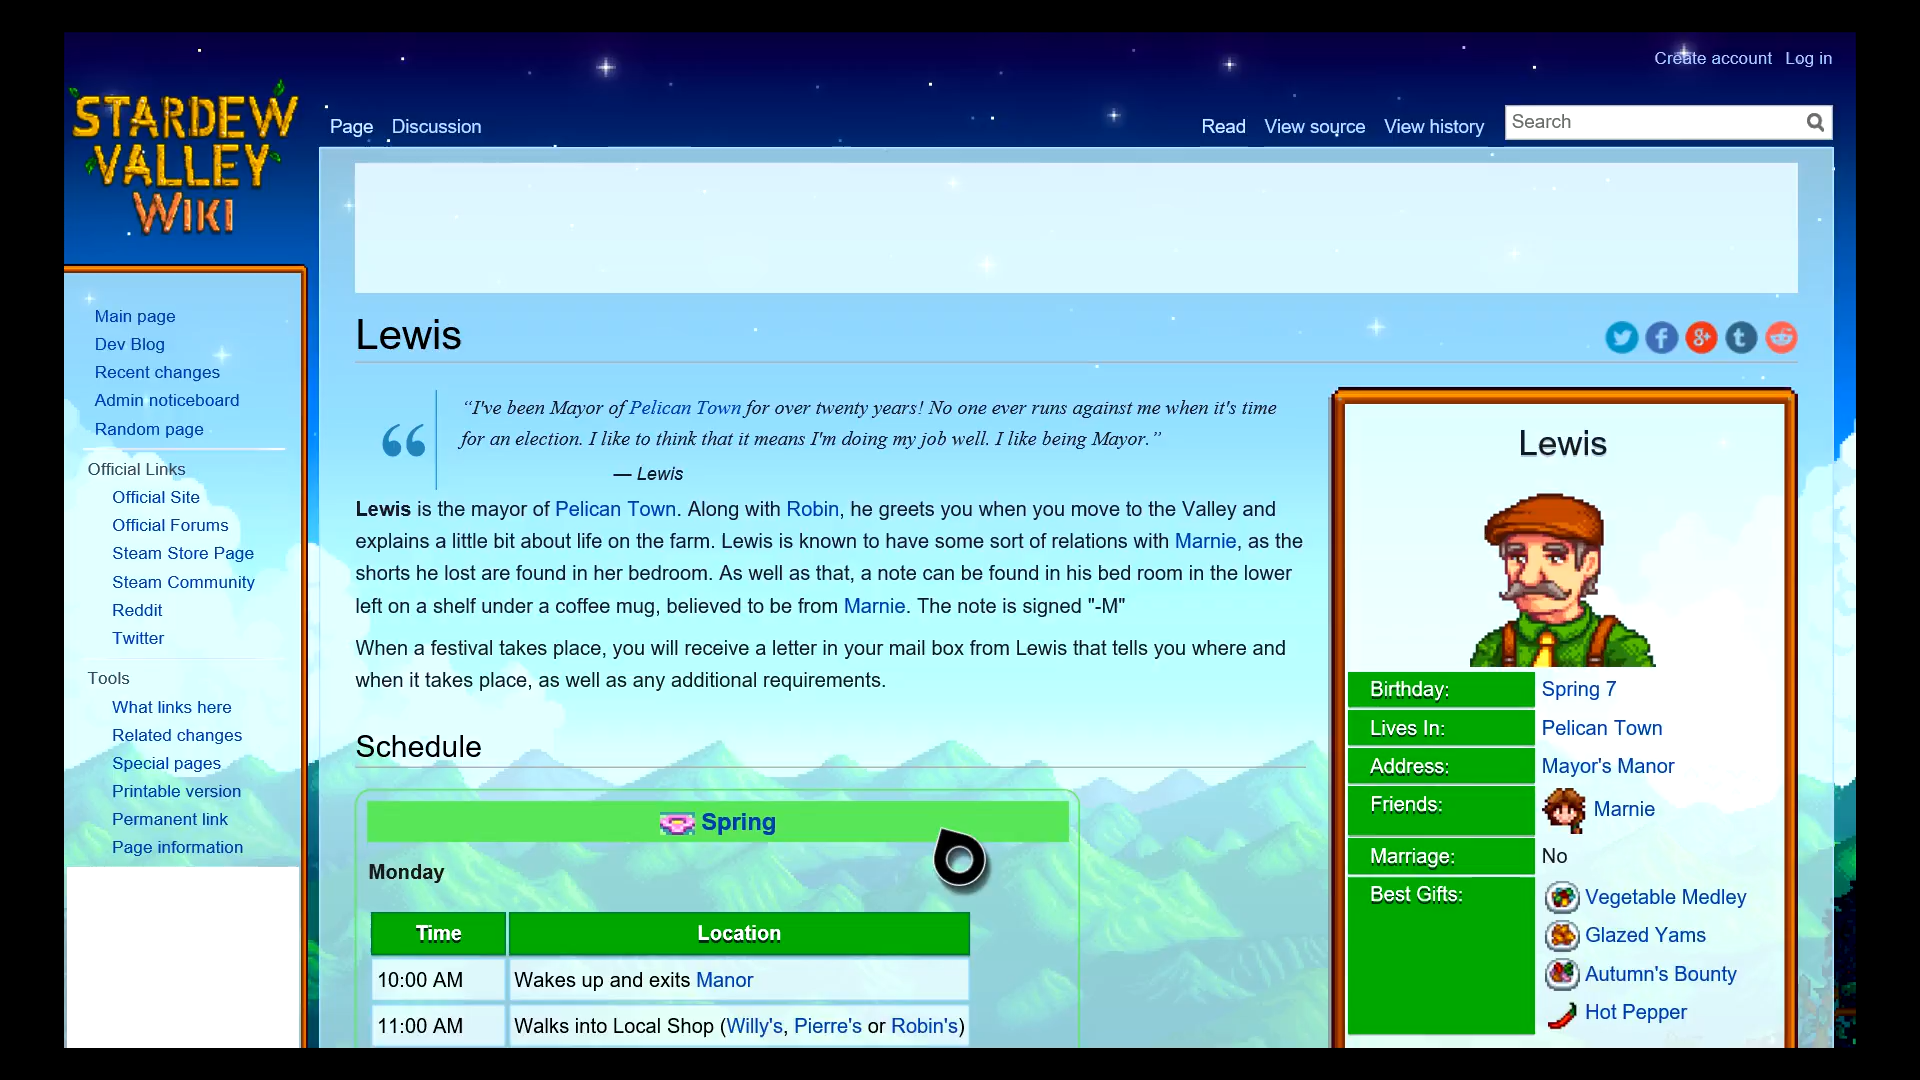 Create account Log in
STARDEW
VALLEY
WIKI
Page Discussion
Read View source View history
Search
Main page
Dev Blog
Recent changes
Admin noticeboard
Random page
Official Links
Official Site
Official Forums
Steam Store Page
Steam Community
Reddit
Twitter
Tools
What links here
Related changes
Special pages
Printable version
Permanent link
Page information
Lewis
“I've been Mayor of Pelican Town for over twenty years! No one ever runs against me when it's time
for an election. I like to think that it means I'm doing my job well. I like being Mayor.”
— Lewis
Lewis is the mayor of Pelican Town. Along with Robin, he greets you when you move to the Valley and
explains a little bit about life on the farm. Lewis is known to have some sort of relations with Marnie, as the
shorts he lost are found in her bedroom. As well as that, a note can be found in his bed room in the lower
left on a shelf under a coffee mug, believed to be from Marnie. The note is signed "-M"
When a festival takes place, you will receive a letter in your mail box from Lewis that tells you where and
when it takes place, as well as any additional requirements.
Schedule
Spring
Monday
Time Location
10:00 AM Wakes up and exits Manor
11:00 AM Walks into Local Shop (Willy's, Pierre's or Robin's)
Lewis
Birthday: Spring 7
Lives In: Pelican Town
Address: Mayor's Manor
Friends: Marnie
Marriage: No
Best Gifts: Vegetable Medley
Glazed Yams
Autumn's Bounty
Hot Pepper